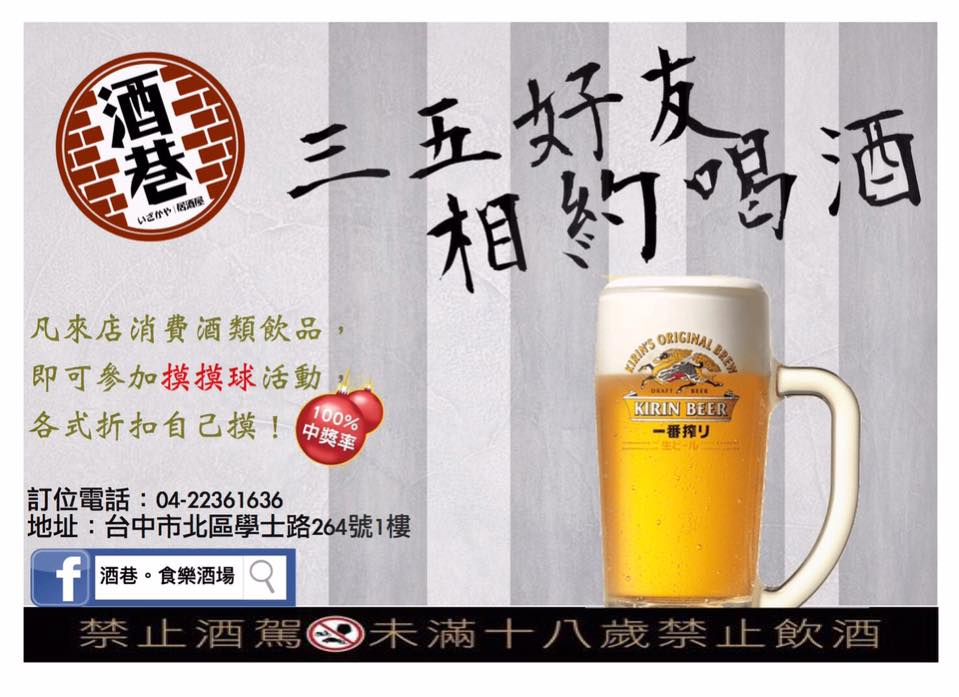 酒巷
いざかや|居酒屋
三五好友
相約喝酒
凡來店消費酒類飲品，
即可參加摸摸球活動，
各式折扣自己摸！
100%
中獎率
訂位電話：04-22361636
地址：台中市北區學士路264號1樓
f
酒巷。食樂酒場
KIRIN'S ORIGINAL BREW
DRAFT BEER
KIRIN BEER
一番搾り
生ビール
禁止酒駕 未滿十八歲禁止飲酒